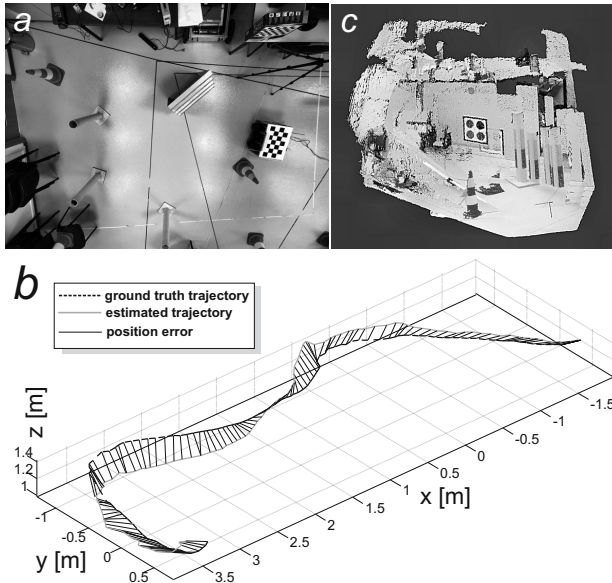 a
c
b
ground truth trajectory
estimated trajectory
position error
z [m]
1.4
1.2
1
-1
-0.5
0
0.5
y [m]
3.5
3
2.5
2
1.5
1
0.5
0
-0.5
-1
-1.5
x [m]